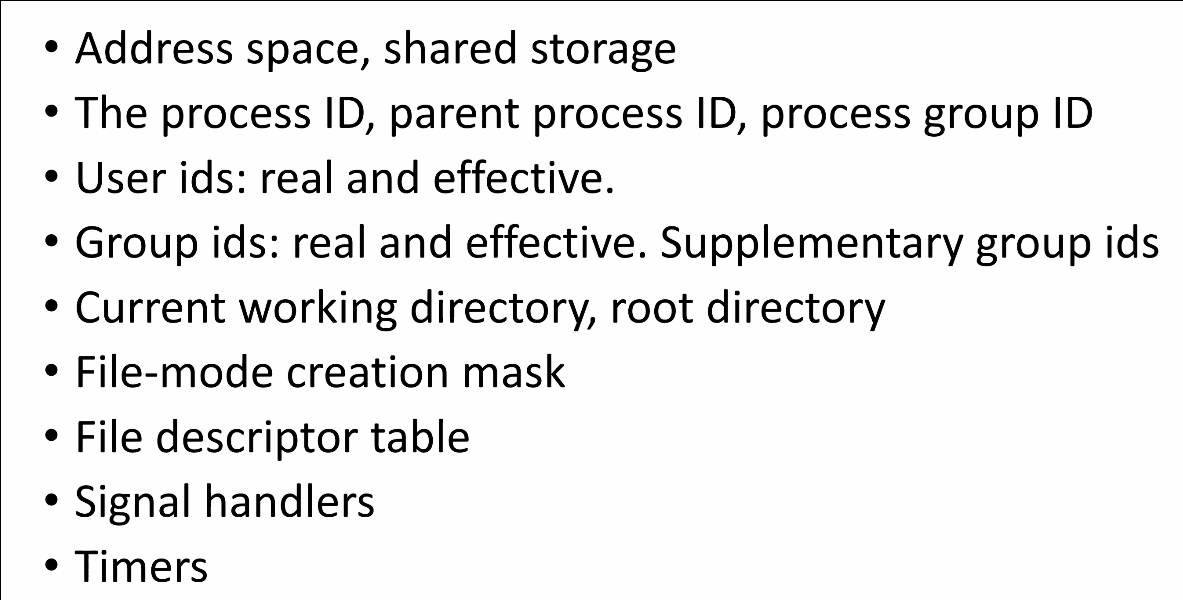 • Address space, shared storage
• The process ID, parent process ID, process group ID
• User ids: real and effective.
• Group ids: real and effective. Supplementary group ids
• Current working directory, root directory
• File-mode creation mask
• File descriptor table
• Signal handlers
• Timers